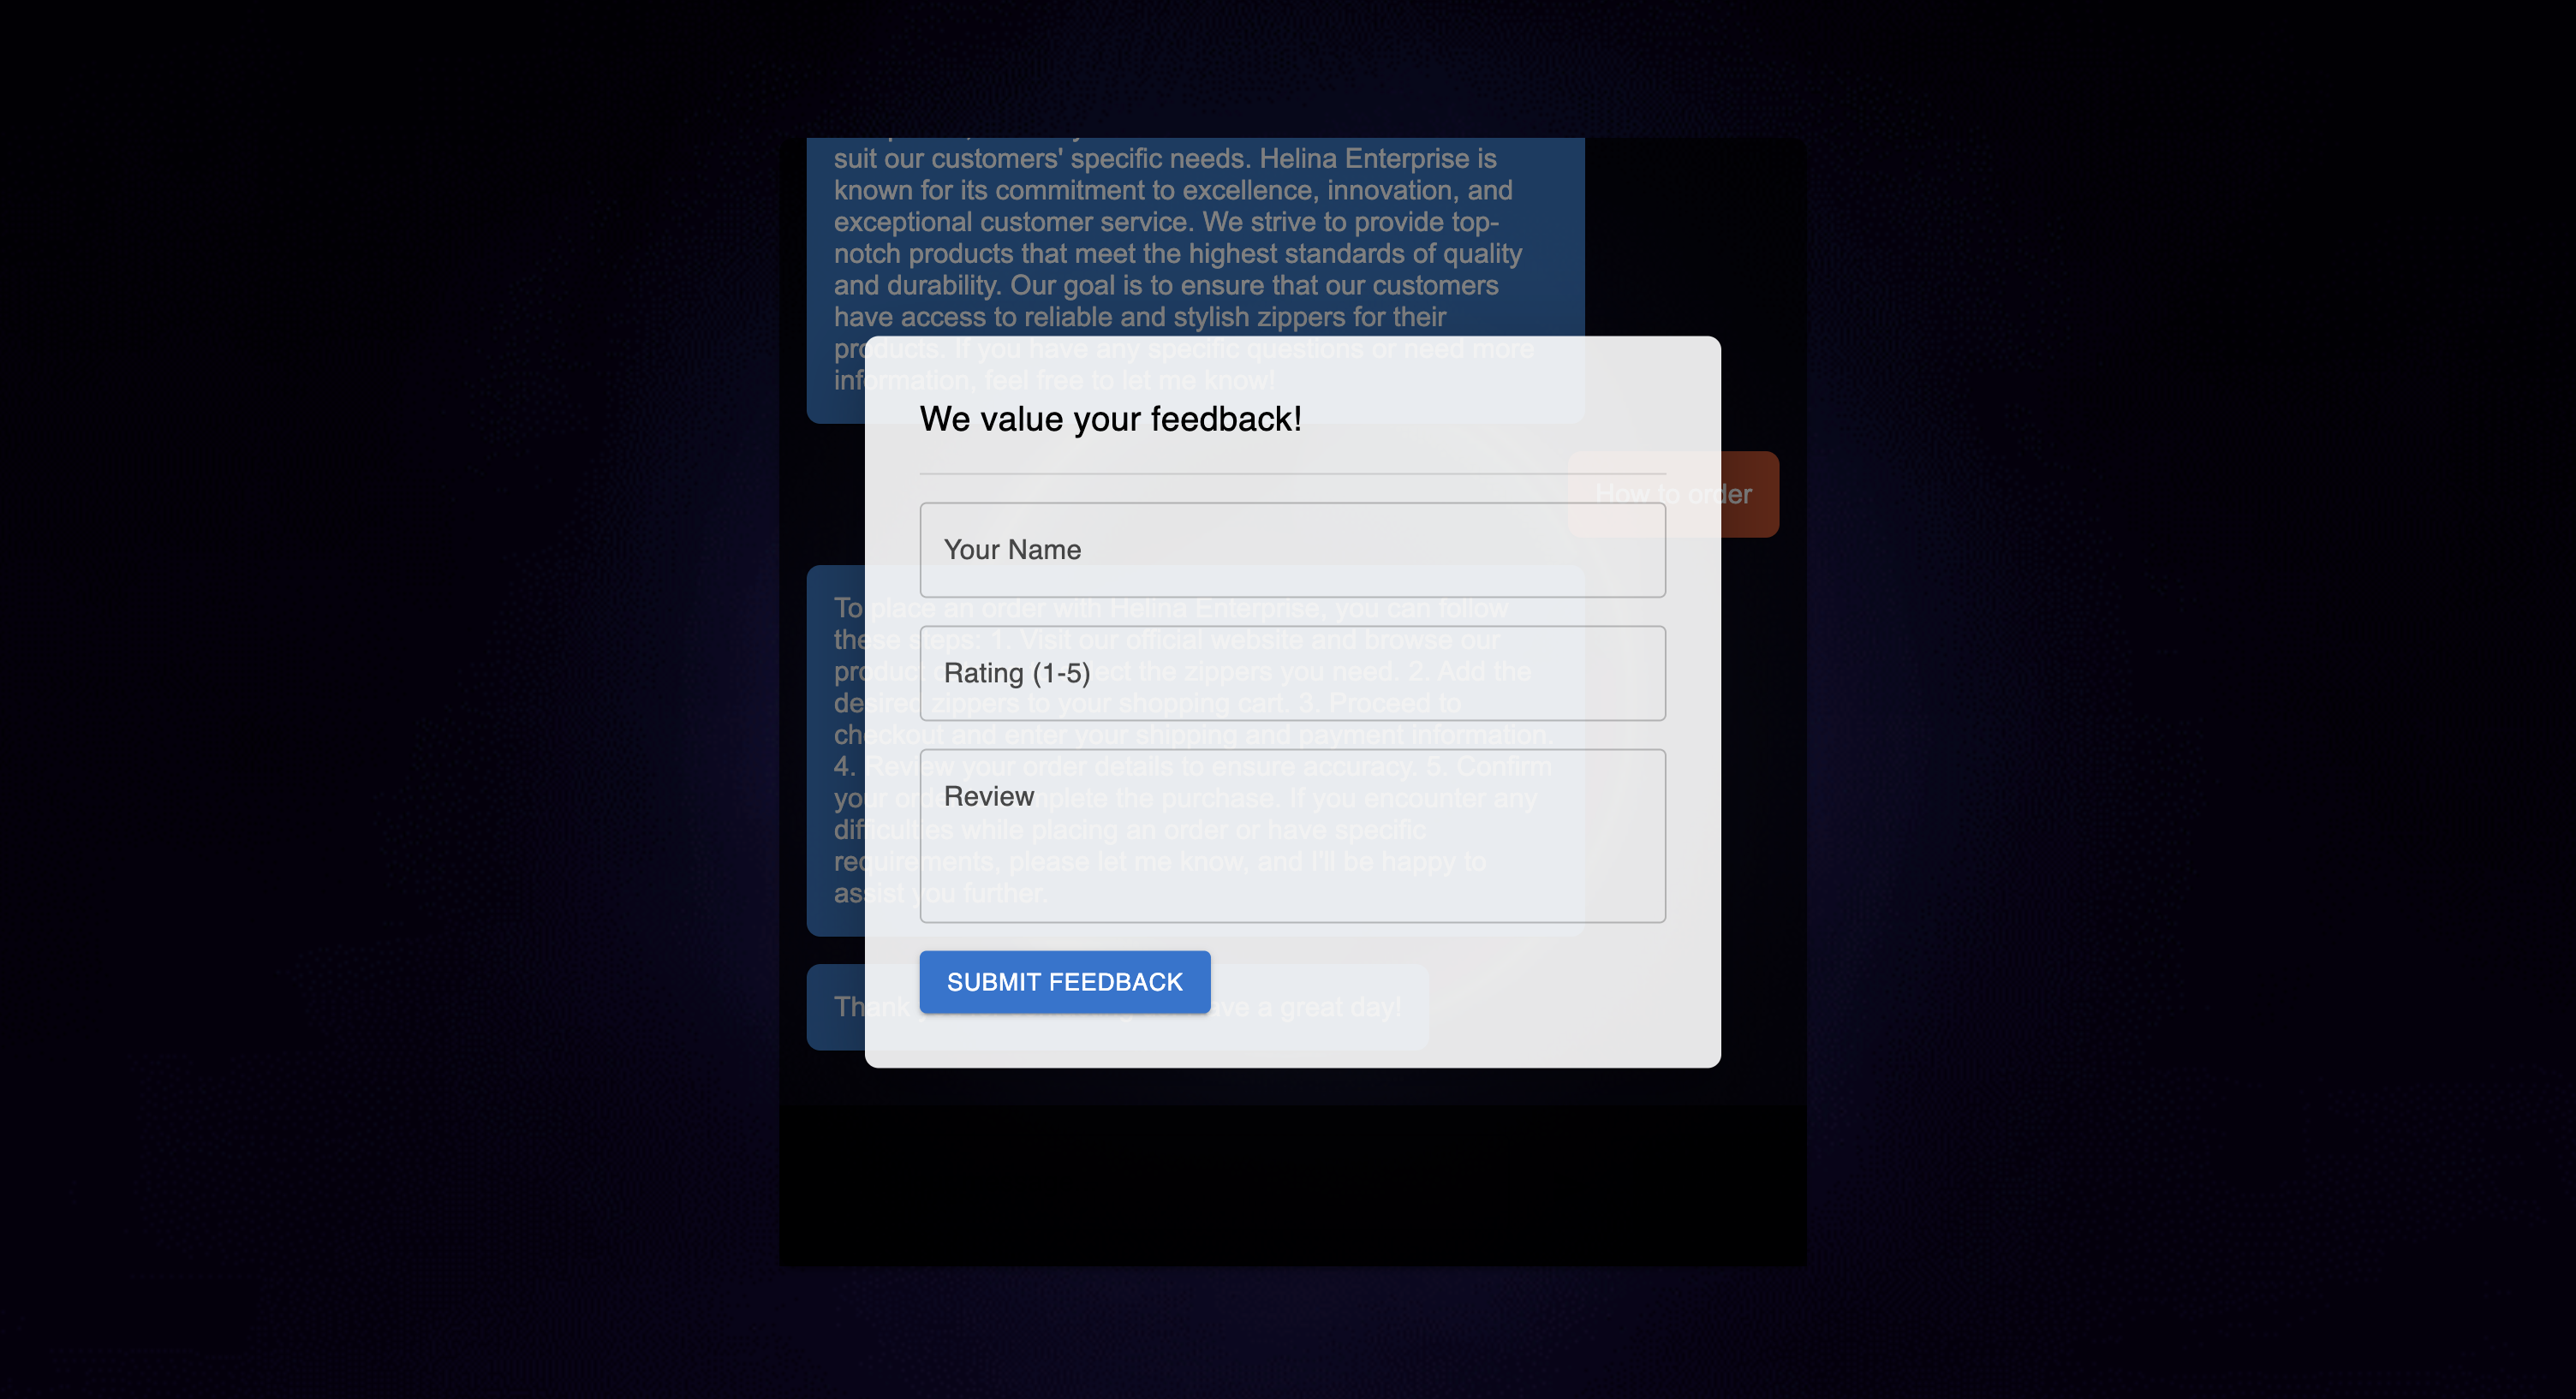 suit our customers' specific needs. Helina Enterprise is
known for its commitment to excellence, innovation, and
exceptional customer service. We strive to provide top-
notch products that meet the highest standards of quality
and durability. Our goal is to ensure that our customers
have access to reliable and stylish zippers for their
products. If you have any specific questions or need more
information, feel free to let me know!
We value your feedback!
How to order
Your Name
To place an order with Helina Enterprise, you can follow
these steps: 1. Visit our official website and browse our
product the zippers you need. 2. Add the
Rating (1-5)
desired zippers to your shopping cart. 3. Proceed to
checkout and enter your shipping and payment information.
4. Review your order details to ensure accuracy. 5. Confirm
your the purchase. If you encounter any
Review
difficulties while placing an order or have specific
requirements, please let me know, and I'll be happy to
assist you further.
SUBMIT FEEDBACK
Thank a great day!